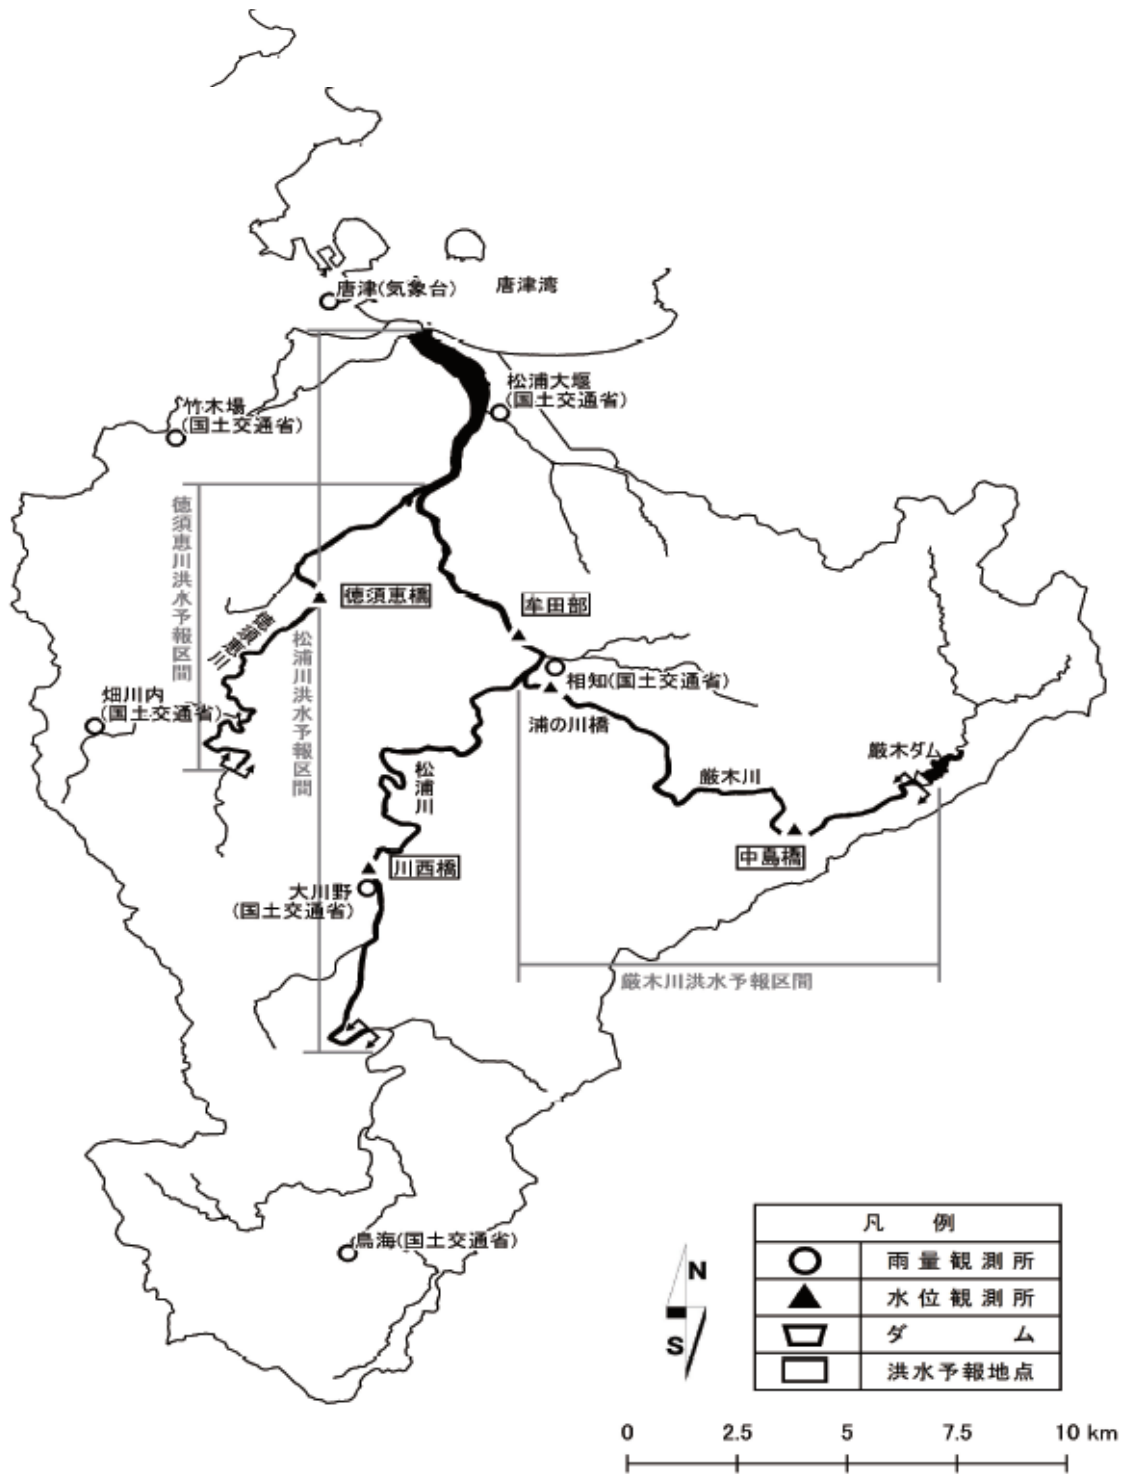 唐津(気象台)
唐津湾
松浦大堰
(国土交通省)
竹木場
(国土交通省)
徳須恵川洪水予報区間
徳須恵橋
牟田部
徳須恵川
松浦川洪水予報区間
相知(国土交通省)
畑川内
(国土交通省)
浦の川橋
厳木ダム
松浦川
厳木川
中島橋
川西橋
大川野
(国土交通省)
厳木川洪水予報区間
鳥海(国土交通省)
N
S
凡 例
雨量観測所
水位観測所
ダム
洪水予報地点
0 2.5 5 7.5 10 km